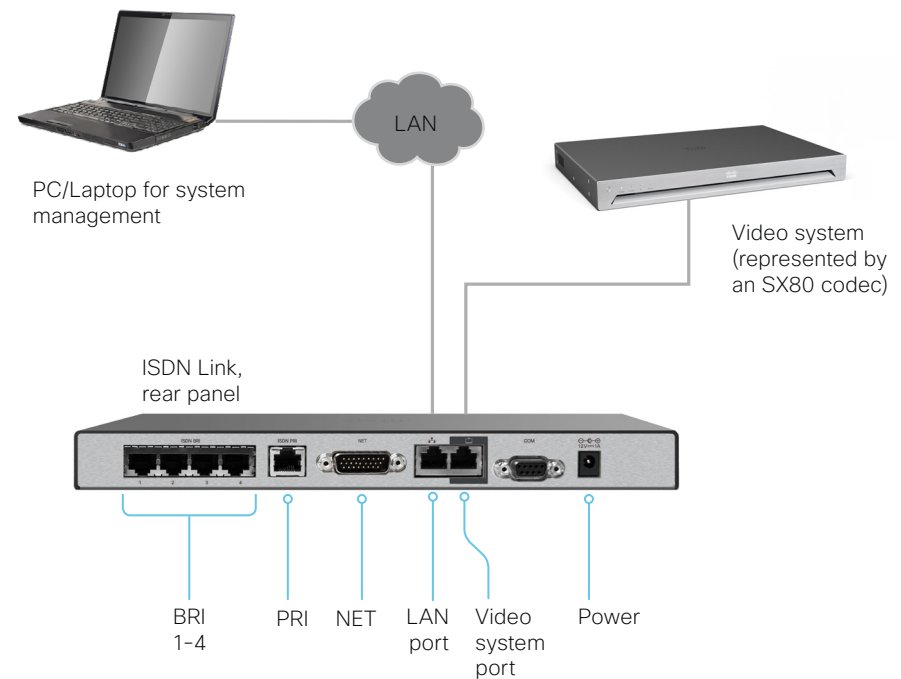 LAN
PC/Laptop for system
management
Video system
(represented by
an SX80 codec)
ISDN Link,
rear panel
ISDN BRI
ISDN PRI
NET
COM
12V 1A
1 2 3 4
BRI
1-4
PRI
NET
LAN
port
Video
system
port
Power